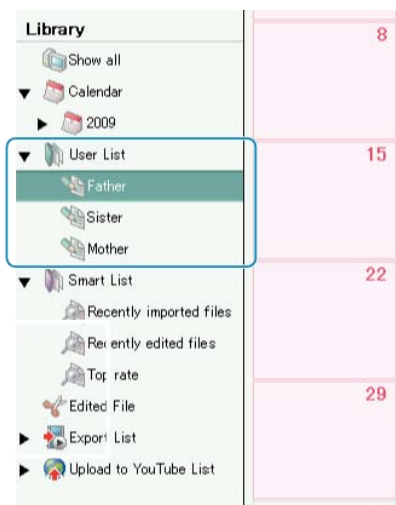 Library
Show all
Calendar
2009
User List
Father
Sister
Mother
Smart List
Recently imported files
Recently edited files
Top rate
Edited File
Export List
Upload to YouTube List
8
15
22
29